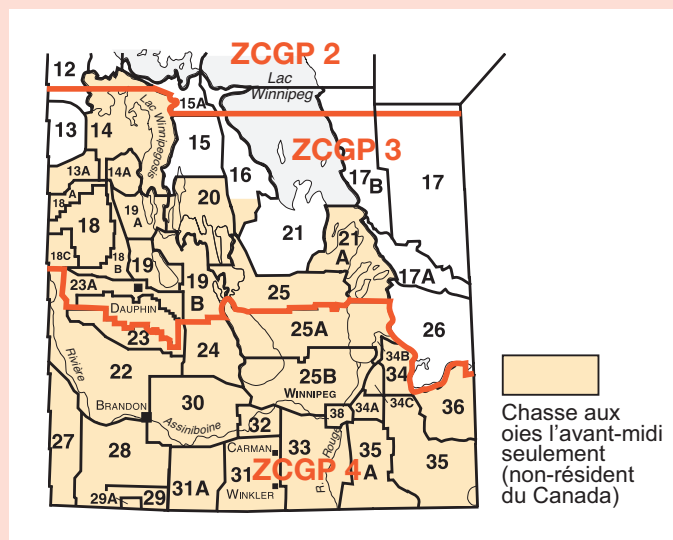 ZCGP 2
12
Lac
Winnipeg
15A
Lac Winnipegosis
13
14
15
ZCGP 3
13A
14A
16
17
B
17
18
A
18
19
A
20
21
21
A
18C
18
B
19
19
B
17A
23A
DAUPHIN
25
23
25A
26
24
34B
34
22
25B
WINNIPEG
Rivière
30
BRANDON
38
34A
34C
36
Assiniboine
32
27
28
CARMAN
33
R. Rouge
35
A
35
31
ZCGP 4
31A
WINKLER
29A
29
Chasse aux
oies l'avant-midi
seulement
(non-résident
du Canada)